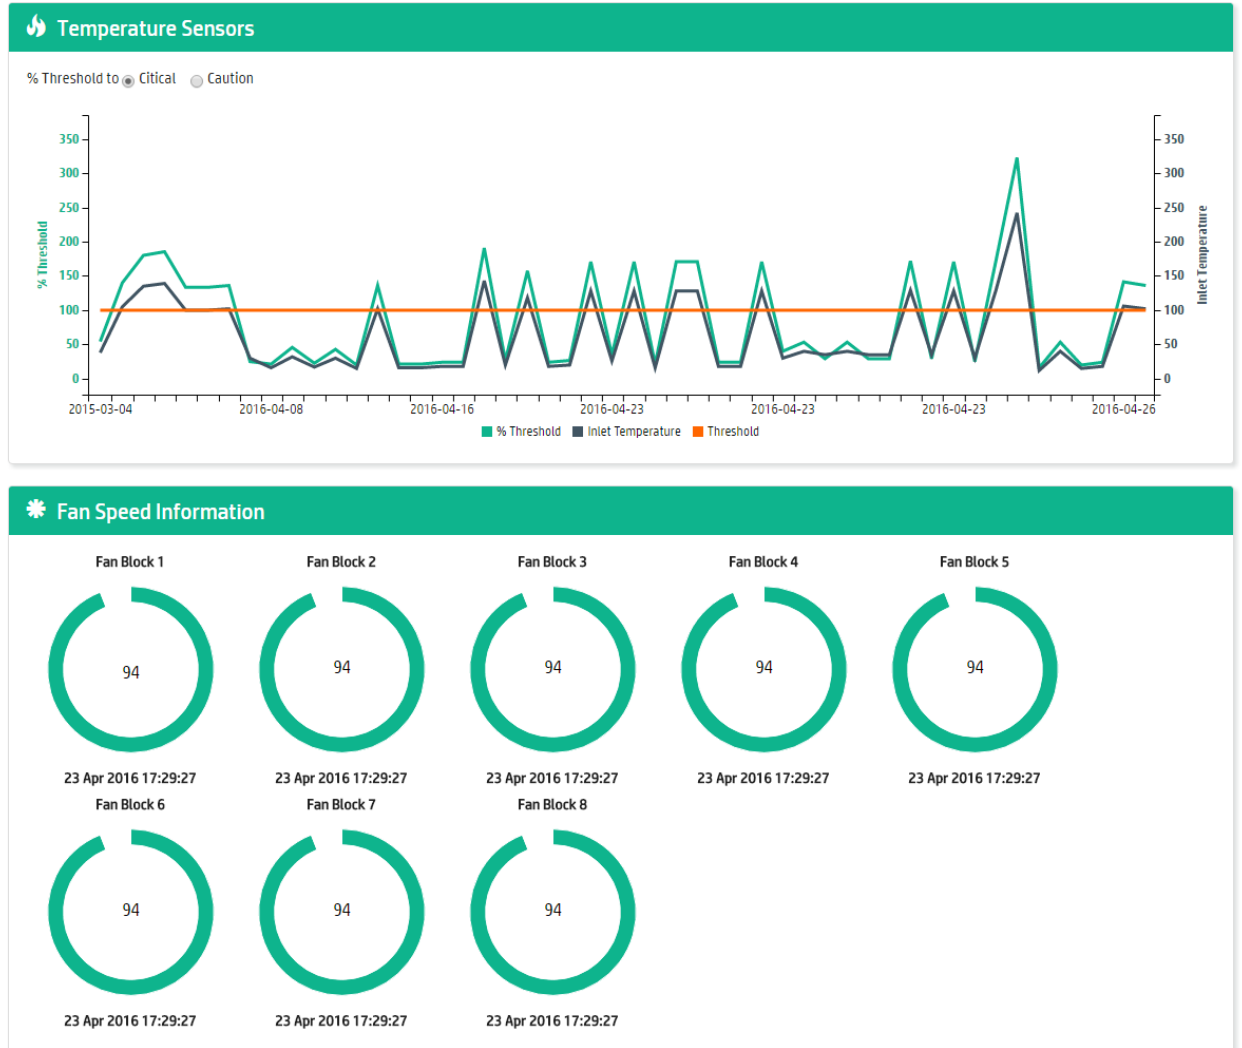 Temperature Sensors
% Threshold to Citical Caution
350 350
300 300
250 250
200 200
150 150
100 100
50 50
0 0
% Threshold
Inlet Temperature
2015-03-04 2016-04-08 2016-04-16 2016-04-23 2016-04-23 2016-04-23 2016-04-26
% Threshold Inlet Temperature Threshold
Fan Speed Information
Fan Block 1 Fan Block 2 Fan Block 3 Fan Block 4 Fan Block 5
94 94 94 94 94
23 Apr 2016 17:29:27 23 Apr 2016 17:29:27 23 Apr 2016 17:29:27 23 Apr 2016 17:29:27 23 Apr 2016 17:29:27
Fan Block 6 Fan Block 7 Fan Block 8
94 94 94
23 Apr 2016 17:29:27 23 Apr 2016 17:29:27 23 Apr 2016 17:29:27